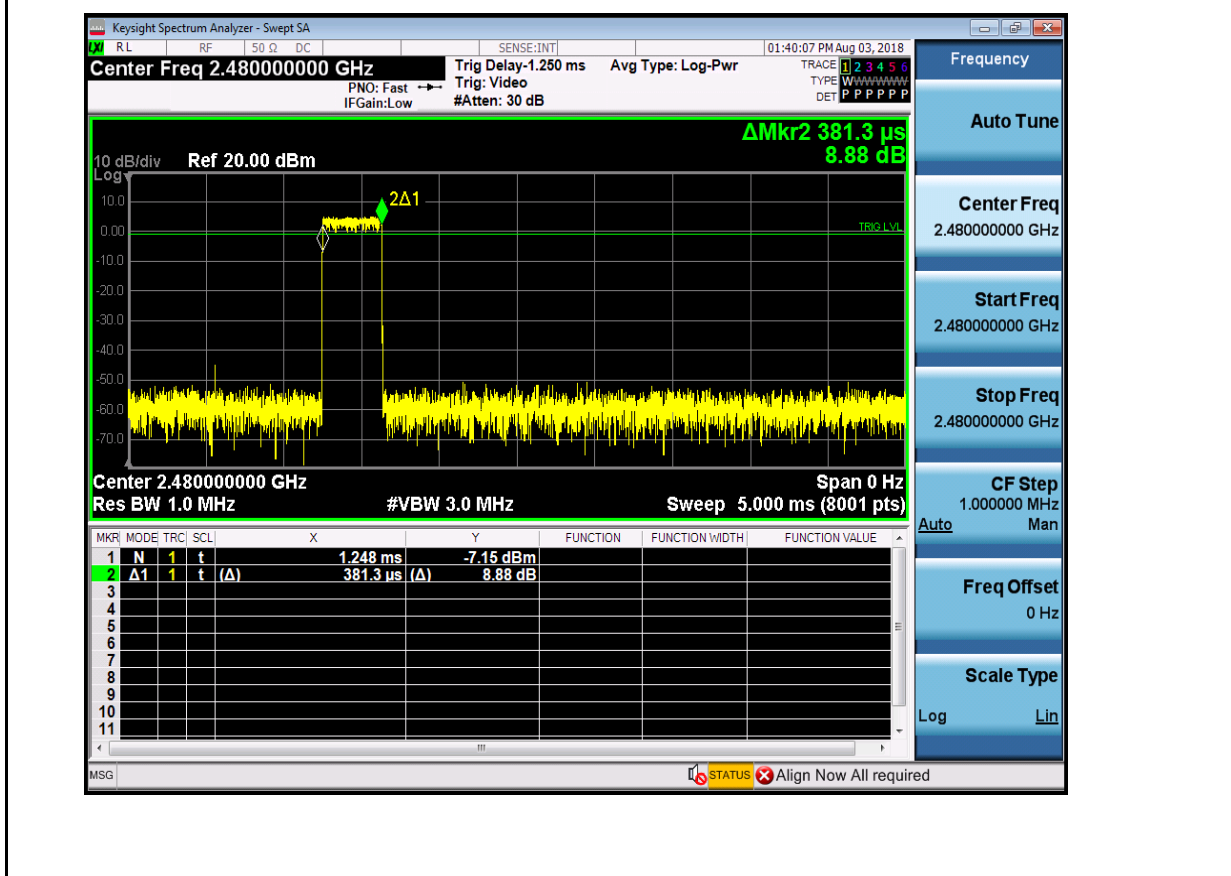 Keysight Spectrum Analyzer - Swept SA
LXI RL RF 50 Ω DC SENSE:INT 01:40:07 PM Aug 03, 2018
Center Freq 2.480000000 GHz
PNO: Fast
IFGain:Low
Trig Delay-1.250 ms
Trig: Video
#Atten: 30 dB
Avg Type: Log-Pwr
TRACE 1 2 3 4 5 6
TYPE WWWWWW
DET P P P P P P
ΔMkr2 381.3 µs
8.88 dB
10 dB/div Ref 20.00 dBm
Log
10.0
0.00
-10.0
-20.0
-30.0
-40.0
-50.0
-60.0
-70.0
2Δ1
TRIG LVL
Center 2.480000000 GHz Span 0 Hz
Res BW 1.0 MHz #VBW 3.0 MHz Sweep 5.000 ms (8001 pts)
MKR MODE TRC SCL X Y FUNCTION FUNCTION WIDTH FUNCTION VALUE
1 N 1 t 1.248 ms -7.15 dBm
2 Δ1 1 t (Δ) 381.3 µs (Δ) 8.88 dB
3
4
5
6
7
8
9
10
11
MSG STATUS Align Now All required
Frequency
Auto Tune
Center Freq
2.480000000 GHz
Start Freq
2.480000000 GHz
Stop Freq
2.480000000 GHz
CF Step
1.000000 MHz
Auto Man
Freq Offset
0 Hz
Scale Type
Log Lin